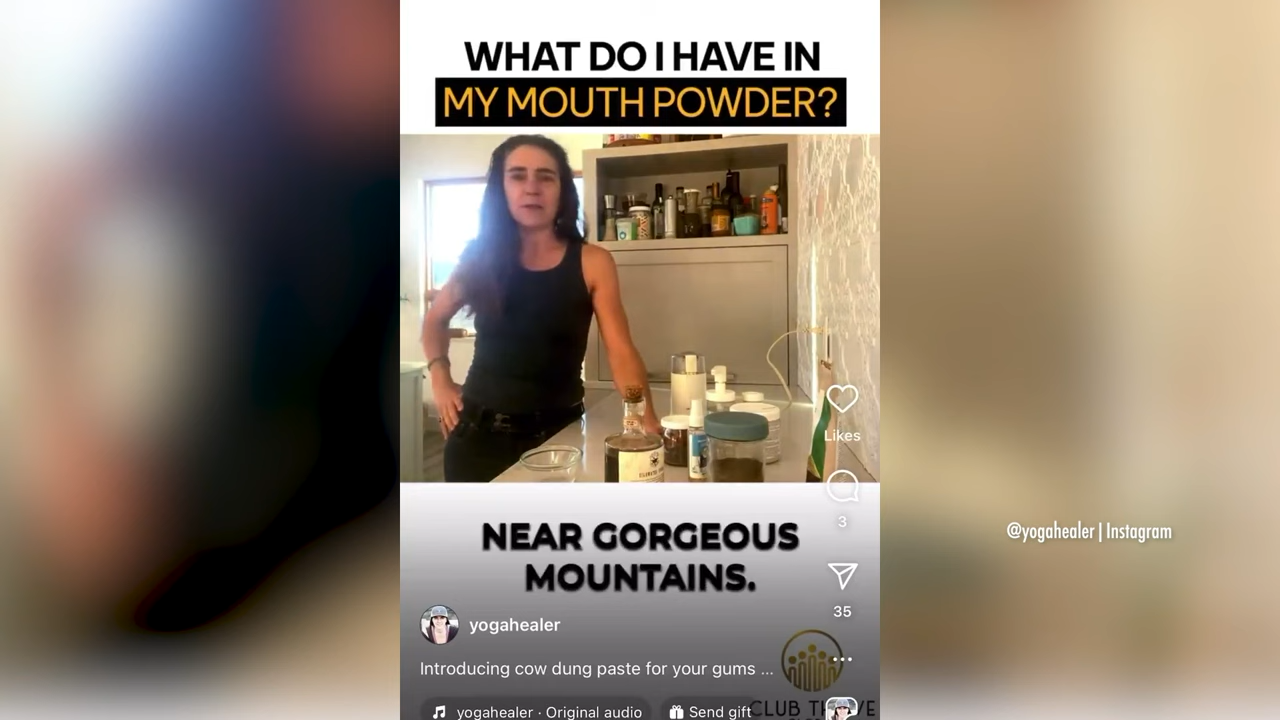 WHAT DO I HAVE IN
MY MOUTH POWDER?
Likes
3
@yogahealer | Instagram
NEAR GORGEOUS
MOUNTAINS.
35
yogahealer
Introducing cow dung paste for your gums ...
yogahealer · Original audio
Send gift